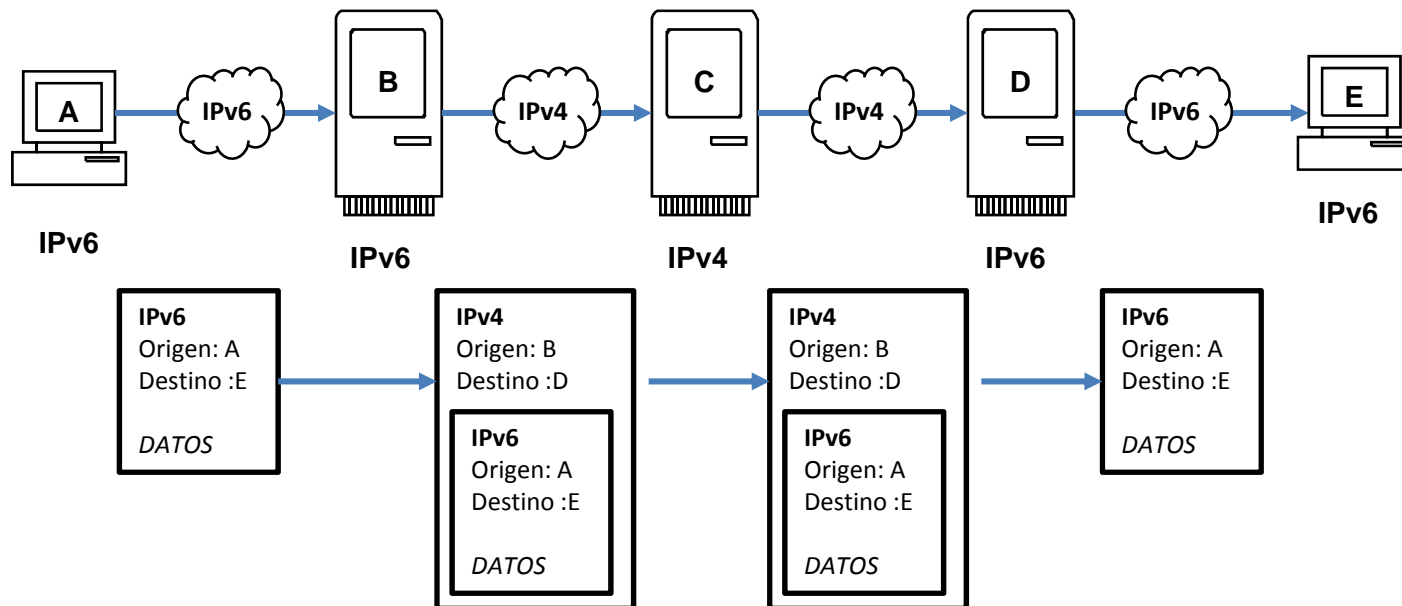 A
IPv6
B
IPv4
C
IPv4
D
IPv6
E
IPv6
IPv6
IPv4
IPv6
IPv6
IPv6
Origen: A
Destino :E
DATOS
IPv4
Origen: B
Destino :D
IPv6
Origen: A
Destino :E
DATOS
IPv4
Origen: B
Destino :D
IPv6
Origen: A
Destino :E
DATOS
IPv6
Origen: A
Destino :E
DATOS